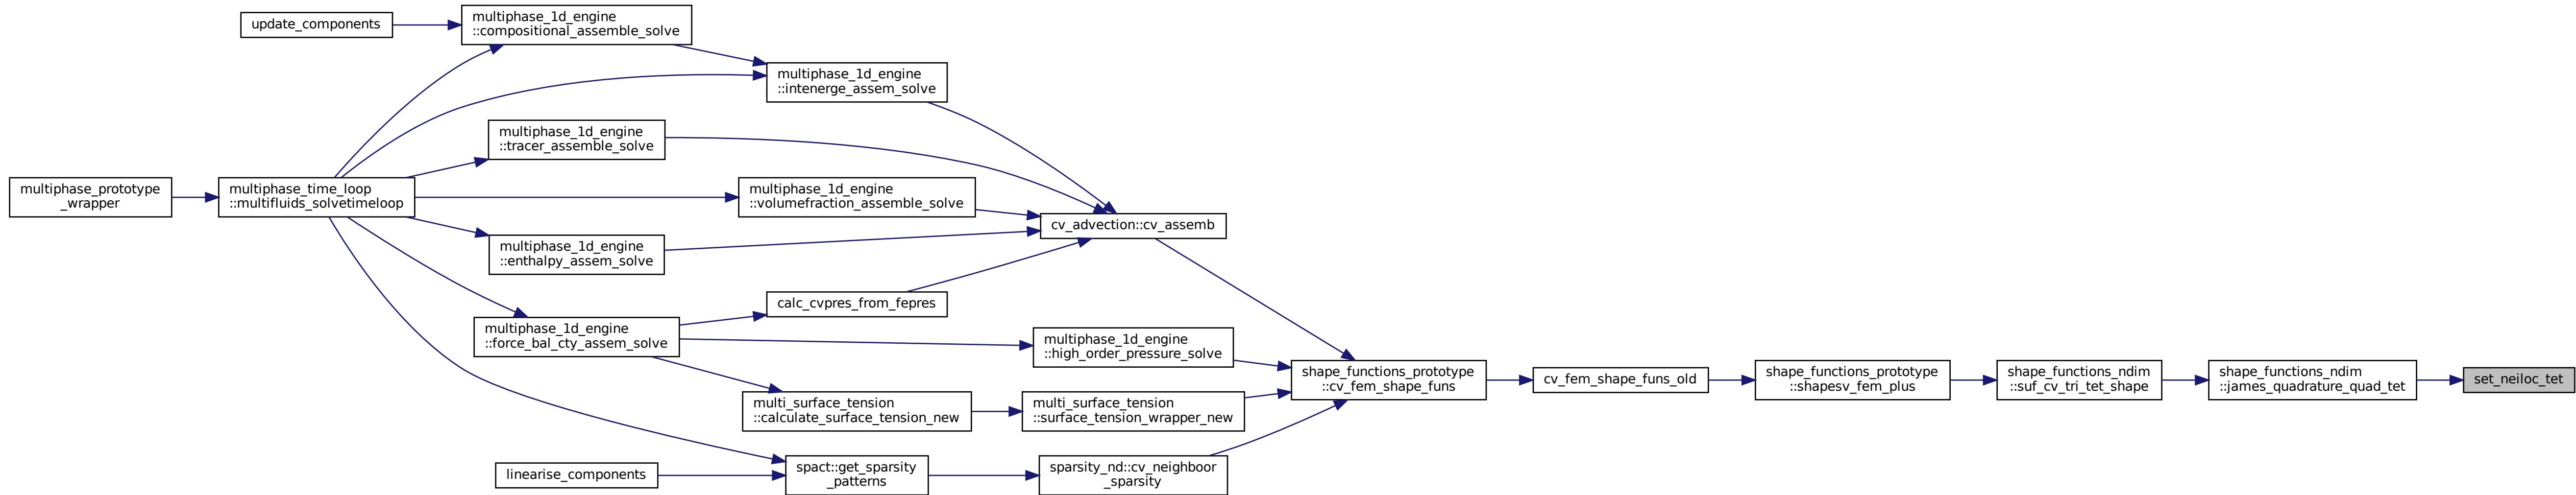 update_components
multiphase_1d_engine
::compositional_assemble_solve
multiphase_1d_engine
::intenerge_assem_solve
multiphase_1d_engine
::tracer_assemble_solve
multiphase_prototype
_wrapper
multiphase_time_loop
::multifluids_solvetimeloop
multiphase_1d_engine
::volumefraction_assemble_solve
cv_advection::cv_assemb
multiphase_1d_engine
::enthalpy_assem_solve
calc_cvpres_from_fepres
multiphase_1d_engine
::force_bal_cty_assem_solve
multiphase_1d_engine
::high_order_pressure_solve
shape_functions_prototype
::cv_fem_shape_funs
cv_fem_shape_funs_old
shape_functions_prototype
::shapesv_fem_plus
shape_functions_ndim
::suf_cv_tri_tet_shape
shape_functions_ndim
::james_quadrature_quad_tet
set_neiloc_tet
multi_surface_tension
::calculate_surface_tension_new
multi_surface_tension
::surface_tension_wrapper_new
linearise_components
spact::get_sparsity
_patterns
sparsity_nd::cv_neighboor
_sparsity